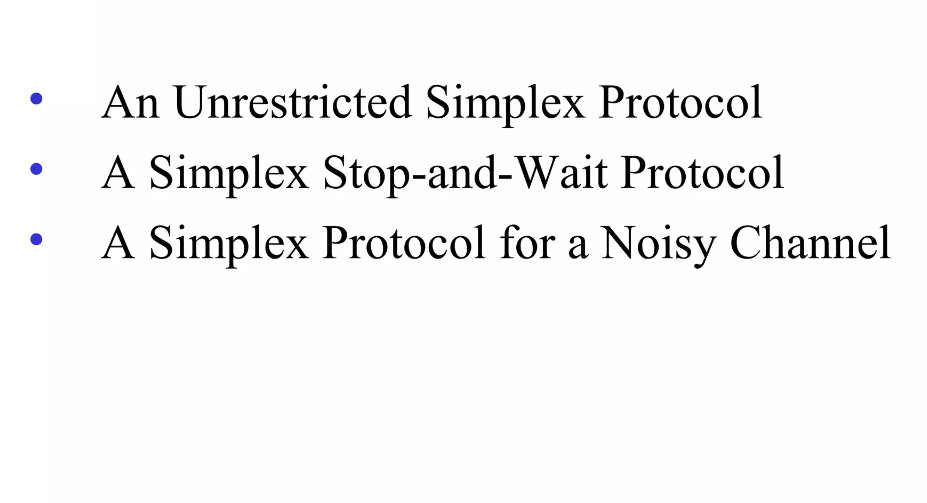 • An Unrestricted Simplex Protocol
• A Simplex Stop-and-Wait Protocol
• A Simplex Protocol for a Noisy Channel